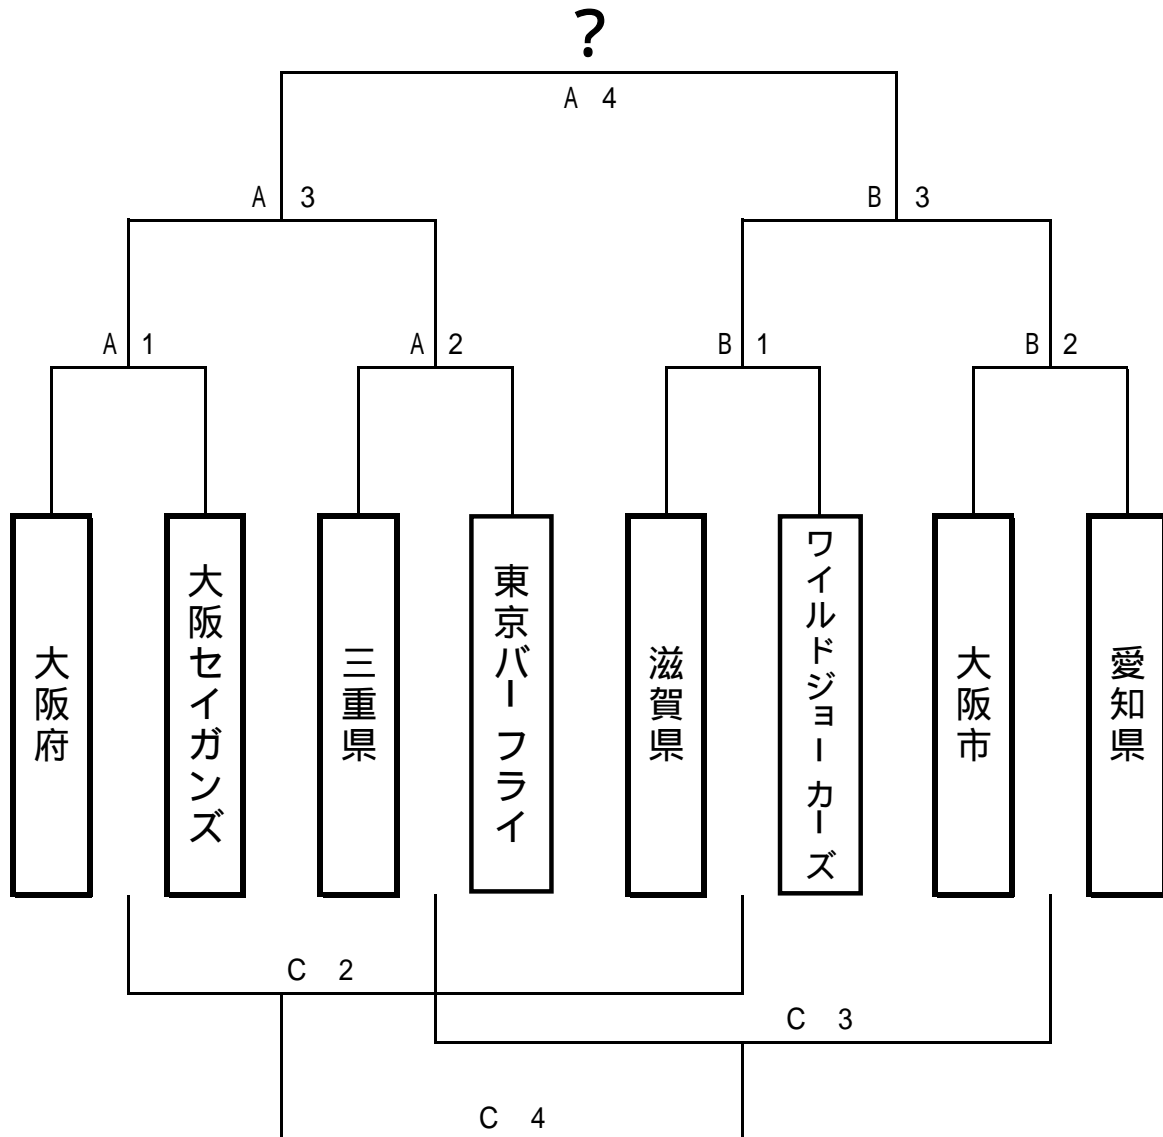 ?
A 4
A 3
B 3
A 1
A 2
B 1
B 2
大阪府
大阪セイガンズ
三重県
東京バーフライ
滋賀県
ワイルドジョーカーズ
大阪市
愛知県
C 2
C 3
C 4